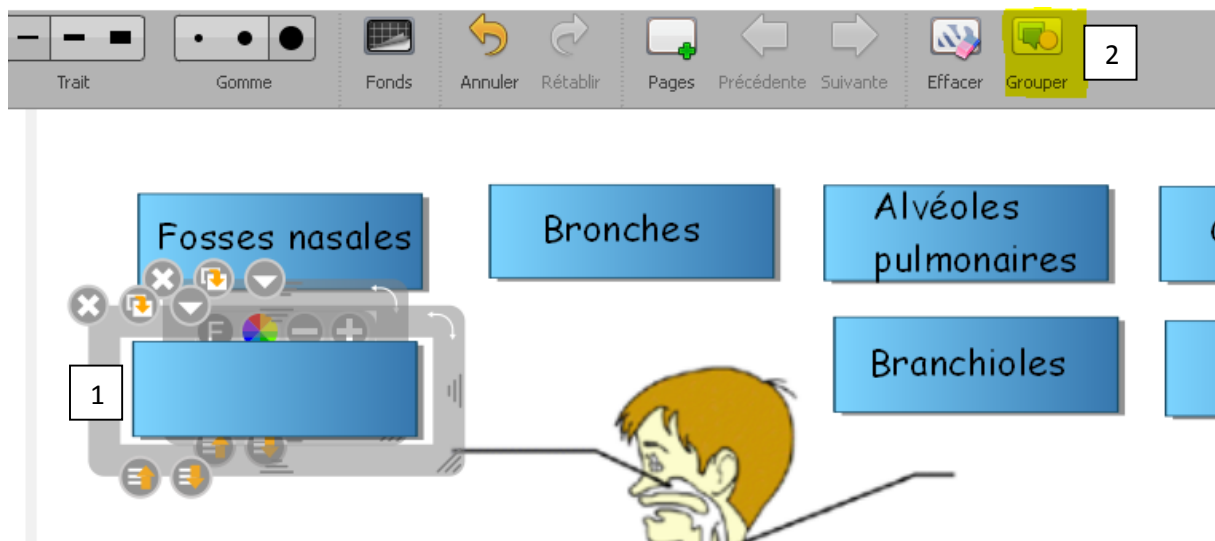 Trait
Gomme
Fonds
Annuler
Rétablir
Pages
Précédente
Suivante
Effacer
Grouper
2
Fosses nasales
Bronches
Alvéoles
pulmonaires
F
Branchioles
1